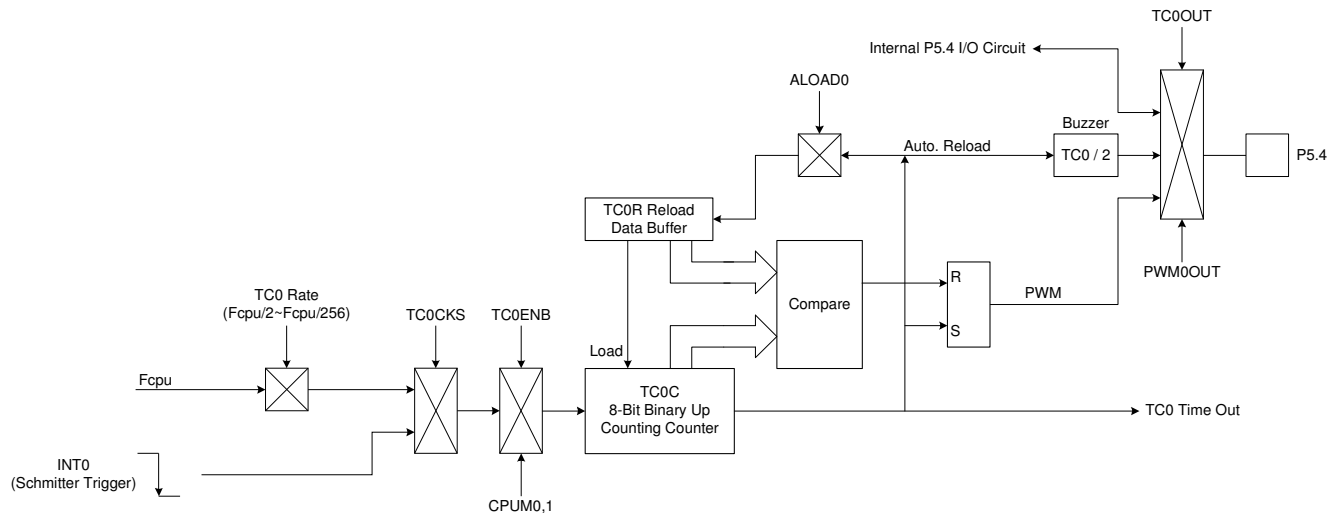 TC0OUT
Internal P5.4 I/O Circuit
ALOAD0
Buzzer
Auto. Reload
TC0 / 2
P5.4
TC0R Reload
Data Buffer
PWM0OUT
R
TC0 Rate
(Fcpu/2~Fcpu/256)
TC0CKS
TC0ENB
Compare
PWM
S
Load
Fcpu
TC0C
8-Bit Binary Up
Counting Counter
TC0 Time Out
INT0
(Schmitter Trigger)
CPUM0,1